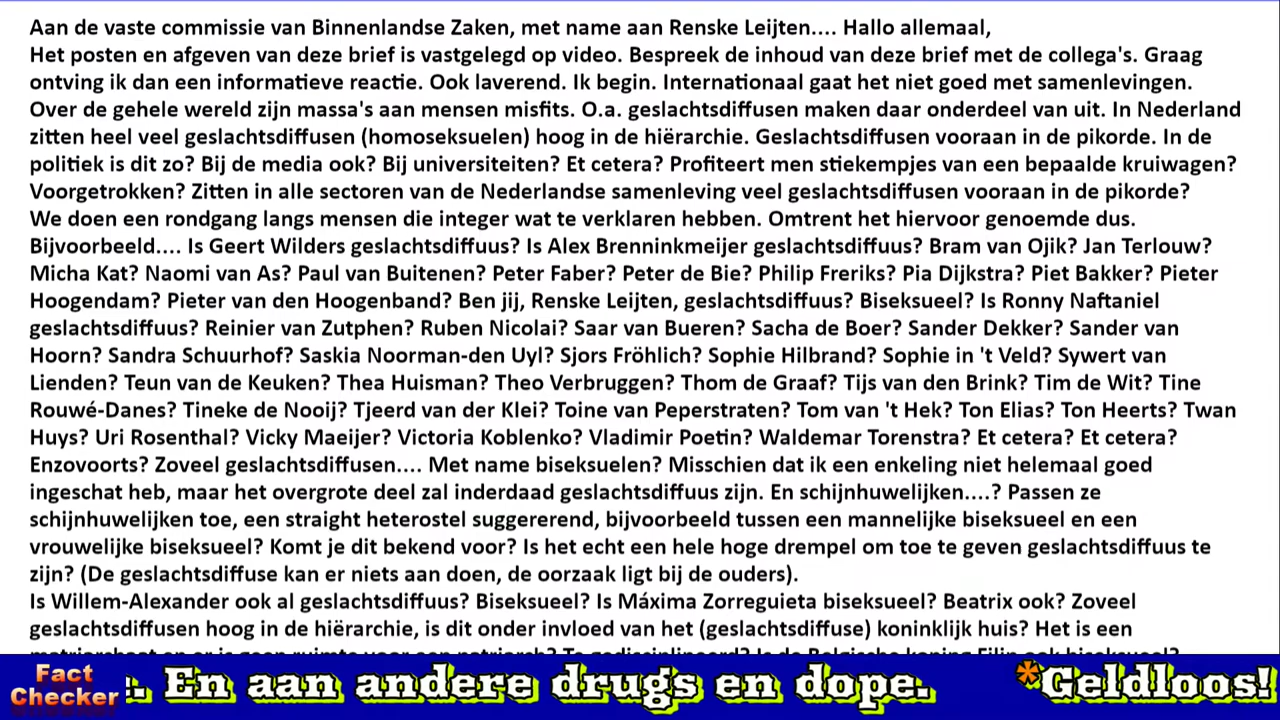 Aan de vaste commissie van Binnenlandse Zaken, met name aan Renske Leijten.... Hallo allemaal,
Het posten en afgeven van deze brief is vastgelegd op video. Bespreek de inhoud van deze brief met de collega's. Graag
ontving ik dan een informatieve reactie. Ook laverend. Ik begin. Internationaal gaat het niet goed met samenlevingen.
Over de gehele wereld zijn massa's aan mensen misfits. O.a. geslachtsdiffusen maken daar onderdeel van uit. In Nederland
zitten heel veel geslachtsdiffusen (homoseksuelen) hoog in de hiërarchie. Geslachtsdiffusen vooraan in de pikorde. In de
politiek is dit zo? Bij de media ook? Bij universiteiten? Et cetera? Profiteert men stiekempjes van een bepaalde kruiwagen?
Voorgetrokken? Zitten in alle sectoren van de Nederlandse samenleving veel geslachtsdiffusen vooraan in de pikorde?
We doen een rondgang langs mensen die integer wat te verklaren hebben. Omtrent het hiervoor genoemde dus.
Bijvoorbeeld.... Is Geert Wilders geslachtsdiffuus? Is Alex Brenninkmeijer geslachtsdiffuus? Bram van Ojik? Jan Terlouw?
Micha Kat? Naomi van As? Paul van Buitenen? Peter Faber? Peter de Bie? Philip Freriks? Pia Dijkstra? Piet Bakker? Pieter
Hoogendam? Pieter van den Hoogenband? Ben jij, Renske Leijten, geslachtsdiffuus? Biseksueel? Is Ronny Naftaniel
geslachtsdiffuus? Reinier van Zutphen? Ruben Nicolai? Saar van Bueren? Sacha de Boer? Sander Dekker? Sander van
Hoorn? Sandra Schuurhof? Saskia Noorman-den Uyl? Sjors Fröhlich? Sophie Hilbrand? Sophie in 't Veld? Sywert van
Lienden? Teun van de Keuken? Thea Huisman? Theo Verbruggen? Thom de Graaf? Tijs van den Brink? Tim de Wit? Tine
Rouwé-Danes? Tineke de Nooij? Tjeerd van der Klei? Toine van Peperstraten? Tom van 't Hek? Ton Elias? Ton Heerts? Twan
Huys? Uri Rosenthal? Vicky Maeijer? Victoria Koblenko? Vladimir Poetin? Waldemar Torenstra? Et cetera? Et cetera?
Enzovoorts? Zoveel geslachtsdiffusen.... Met name biseksuelen? Misschien dat ik een enkeling niet helemaal goed
ingeschat heb, maar het overgrote deel zal inderdaad geslachtsdiffuus zijn. En schijnhuwelijken....? Passen ze
schijnhuwelijken toe, een straight heterostel suggererend, bijvoorbeeld tussen een mannelijke biseksueel en een
vrouwelijke biseksueel? Komt je dit bekend voor? Is het echt een hele hoge drempel om toe te geven geslachtsdiffuus te
zijn? (De geslachtsdiffuse kan er niets aan doen, de oorzaak ligt bij de ouders).
Is Willem-Alexander ook al geslachtsdiffuus? Biseksueel? Is Máxima Zorreguieta biseksueel? Beatrix ook? Zoveel
geslachtsdiffusen hoog in de hiërarchie, is dit onder invloed van het (geslachtsdiffuse) koninklijk huis? Het is een
Fact
Checker
. En aan andere drugs en dope. *Geldloos!